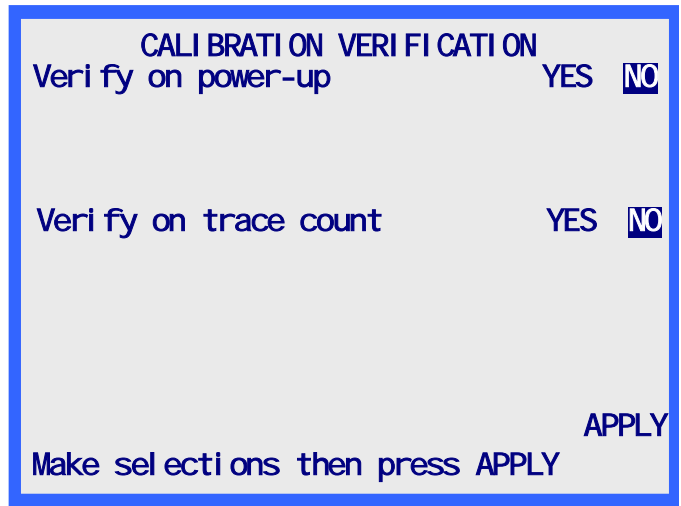 CALIBRATION VERIFICATION
Verify on power-up YES NO
Verify on trace count YES NO
APPLY
Make selections then press APPLY